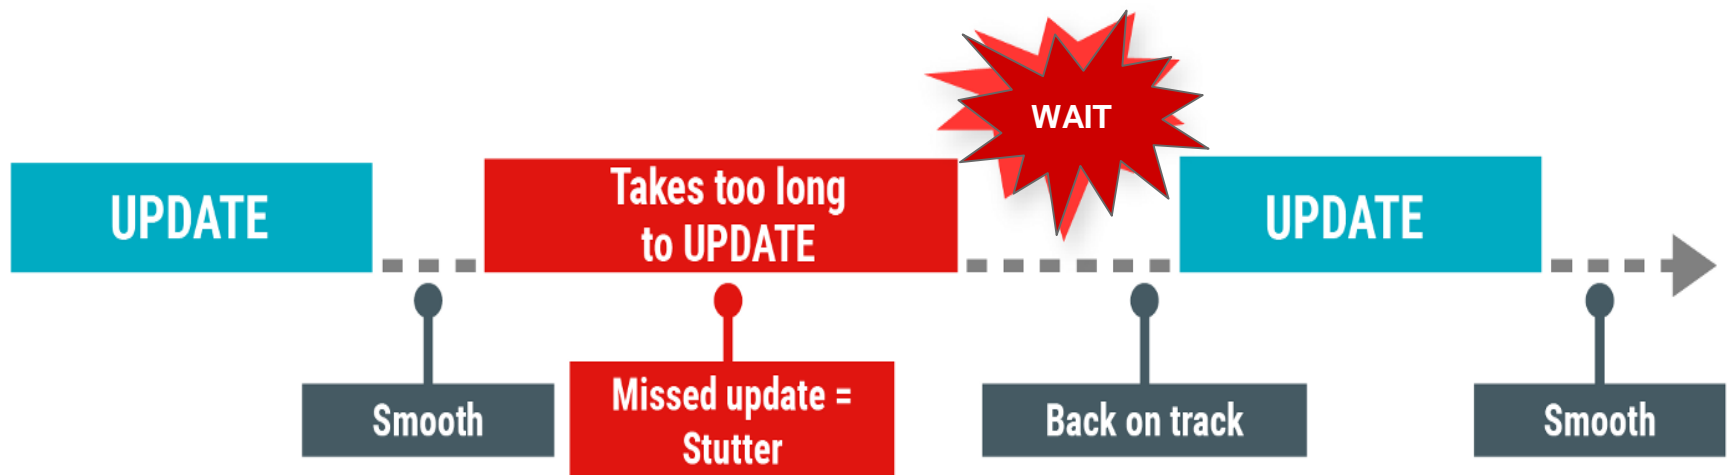 WAIT
UPDATE
Takes too long
to UPDATE
UPDATE
Smooth
Missed update =
Stutter
Back on track
Smooth